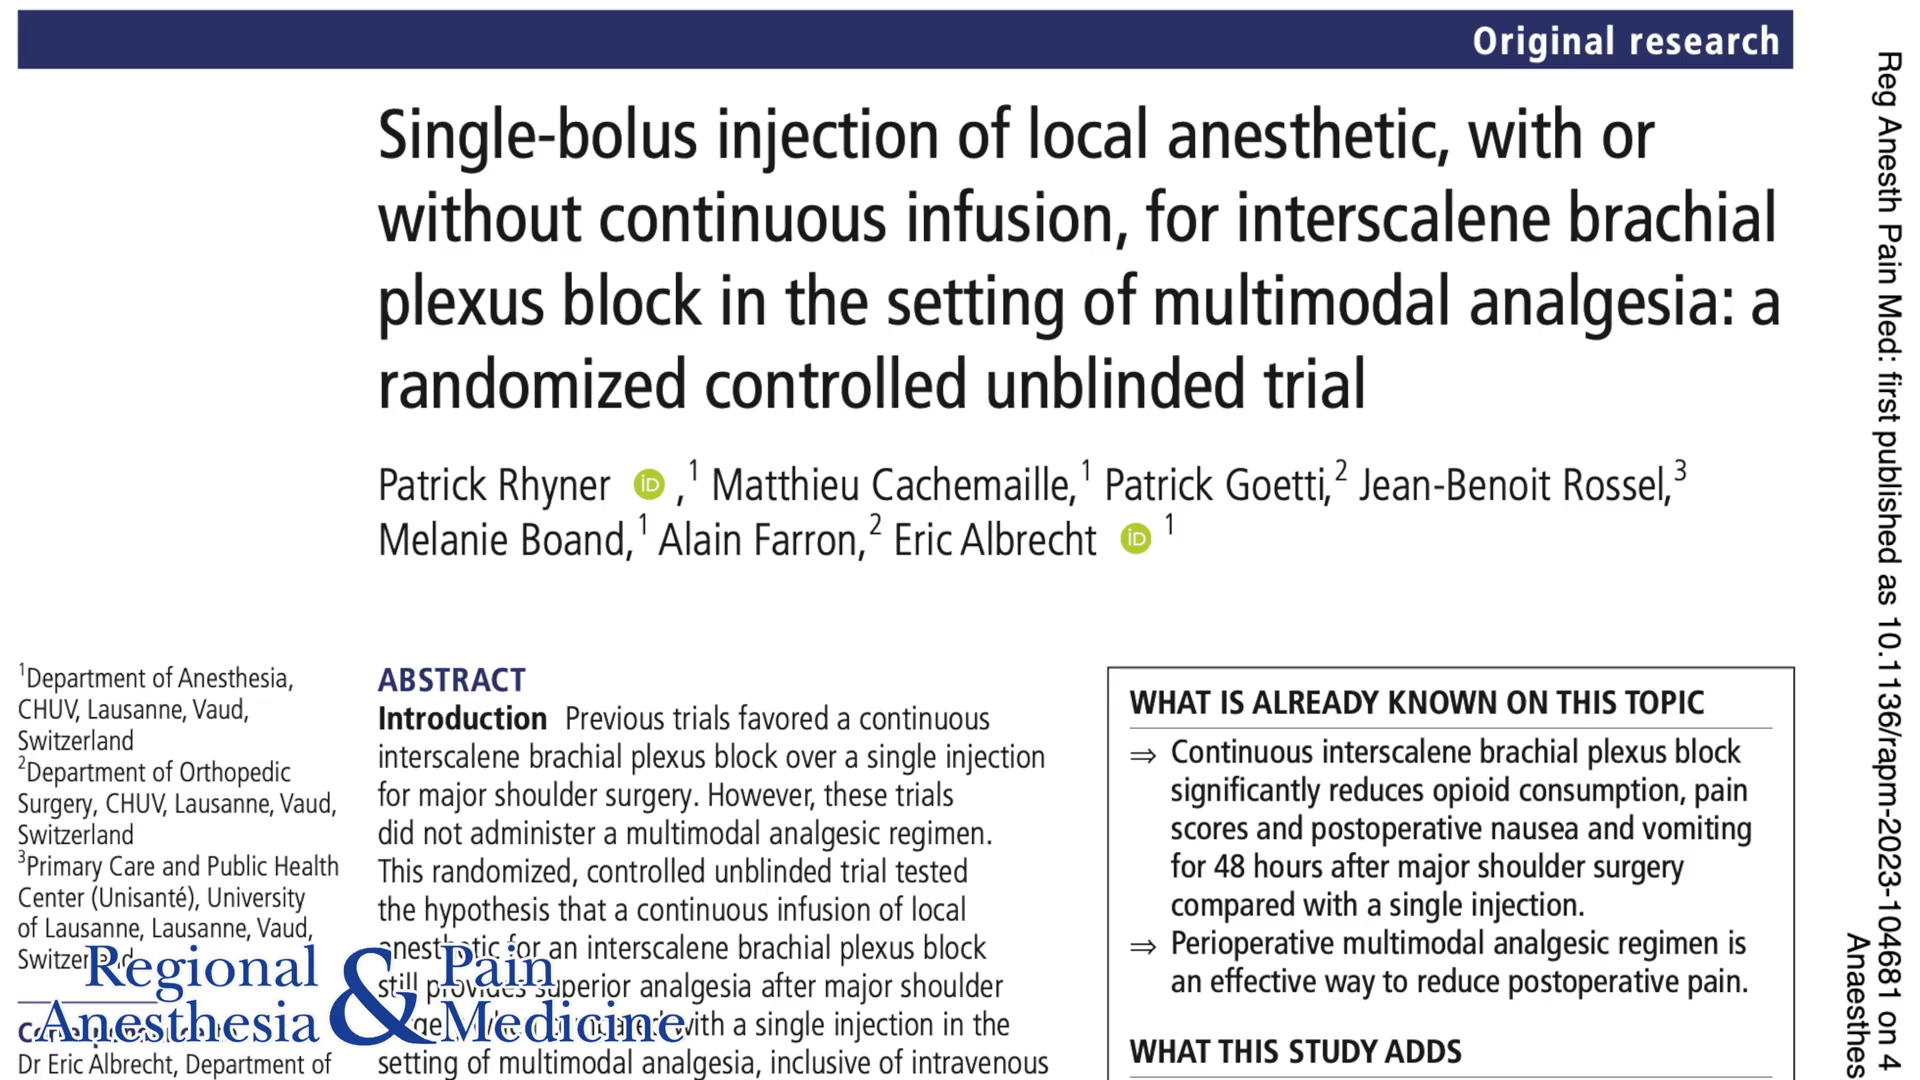 Original research
Single-bolus injection of local anesthetic, with or
without continuous infusion, for interscalene brachial
plexus block in the setting of multimodal analgesia: a
randomized controlled unblinded trial
Patrick Rhyner iD ,1 Matthieu Cachemaille,1 Patrick Goetti,2 Jean-Benoit Rossel,3
Melanie Boand,1 Alain Farron,2 Eric Albrecht iD 1
1Department of Anesthesia,
CHUV, Lausanne, Vaud,
Switzerland
2Department of Orthopedic
Surgery, CHUV, Lausanne, Vaud,
Switzerland
3Primary Care and Public Health
Center (Unisanté), University
of Lausanne, Lausanne, Vaud,
Dr Eric Albrecht, Department of
ABSTRACT
Introduction Previous trials favored a continuous
interscalene brachial plexus block over a single injection
for major shoulder surgery. However, these trials
did not administer a multimodal analgesic regimen.
This randomized, controlled unblinded trial tested
the hypothesis that a continuous infusion of local
anesthetic for an interscalene brachial plexus block
still provides superior analgesia after major shoulder
with a single injection in the
setting of multimodal analgesia, inclusive of intravenous
WHAT IS ALREADY KNOWN ON THIS TOPIC
⇒ Continuous interscalene brachial plexus block
significantly reduces opioid consumption, pain
scores and postoperative nausea and vomiting
for 48 hours after major shoulder surgery
compared with a single injection.
⇒ Perioperative multimodal analgesic regimen is
an effective way to reduce postoperative pain.
WHAT THIS STUDY ADDS
Regional Anesthesia & Pain Medicine
Reg Anesth Pain Med: first published as 10.1136/rapm-2023-104681 on 4
Anaesthes